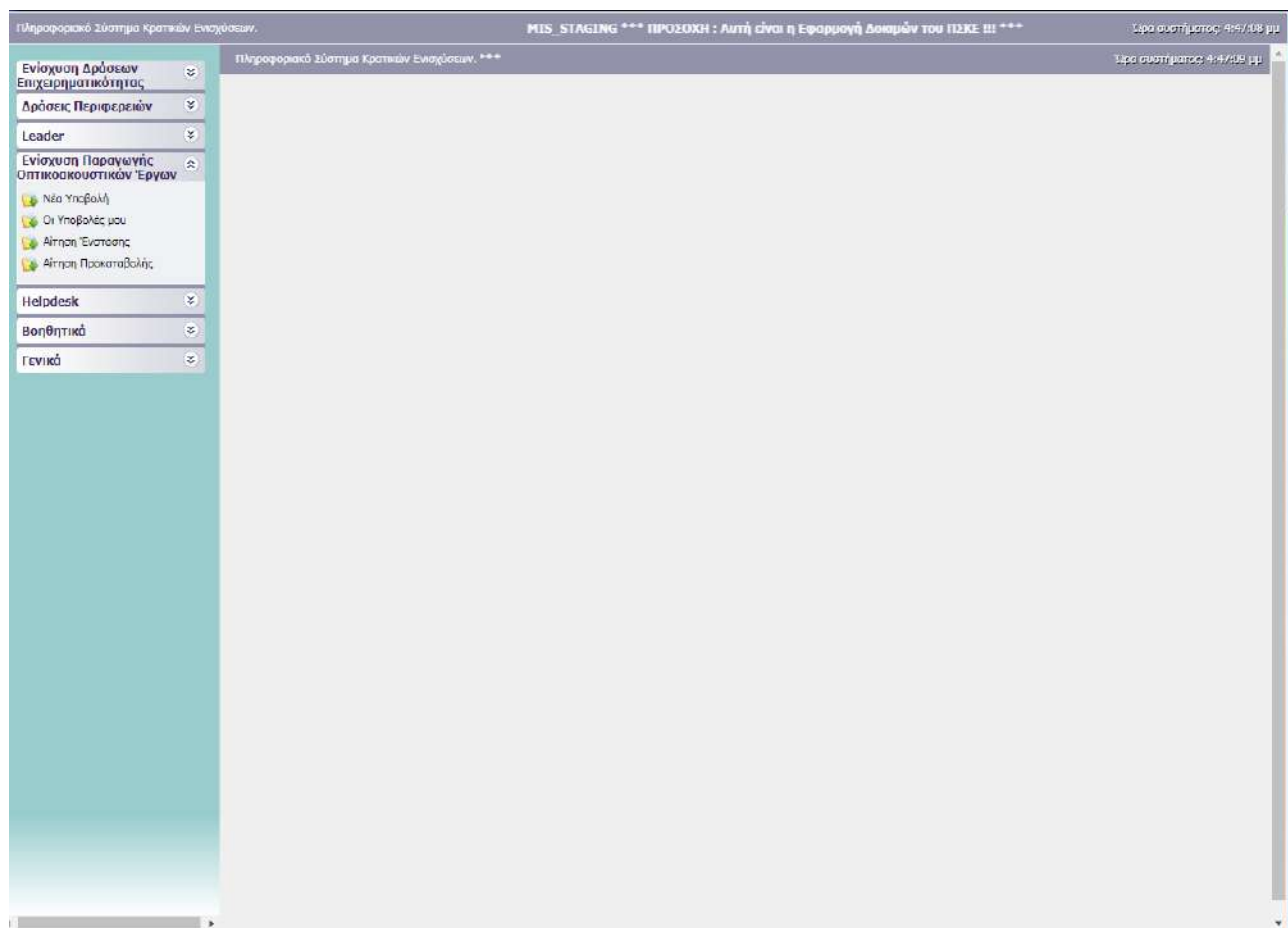 Πληροφοριακό Σύστημα Κρατικών Ενισχύσεων.
MIS_STAGING *** ΠΡΟΣΟΧΗ : Αυτή είναι η Εφαρμογή Δοκιμών του ΠΣΚΕ !!! ***
Ώρα συστήματος: 4:47:08 μμ
Πληροφοριακό Σύστημα Κρατικών Ενισχύσεων. ***
Ώρα συστήματος: 4:47:09 μμ
Ενίσχυση Δράσεων
Επιχειρηματικότητας
Δράσεις Περιφερειών
Leader
Ενίσχυση Παραγωγής
Οπτικοακουστικών Έργων
Νέα Υποβολή
Οι Υποβολές μου
Αίτηση Ένστασης
Αίτηση Προκαταβολής
Helpdesk
Βοηθητικά
Γενικά